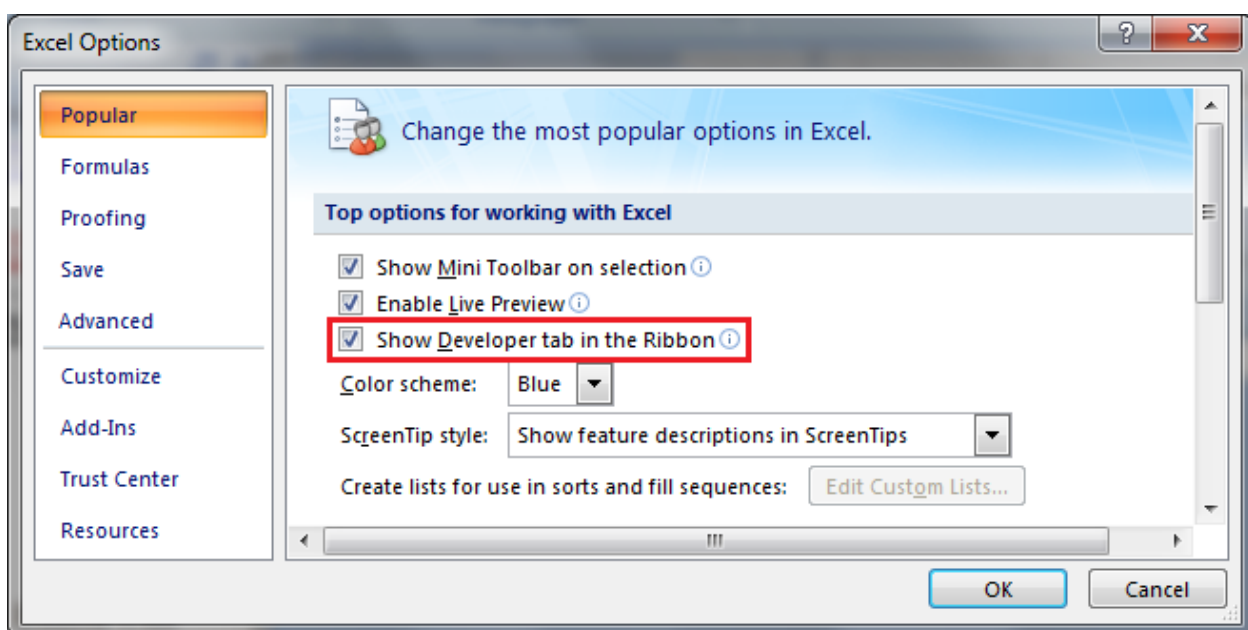 Excel Options
Popular
Formulas
Proofing
Save
Advanced
Customize
Add-Ins
Trust Center
Resources
Change the most popular options in Excel.
Top options for working with Excel
Show Mini Toolbar on selection
Enable Live Preview
Show Developer tab in the Ribbon
Color scheme: Blue
ScreenTip style: Show feature descriptions in ScreenTips
Create lists for use in sorts and fill sequences: Edit Custom Lists...
OK Cancel